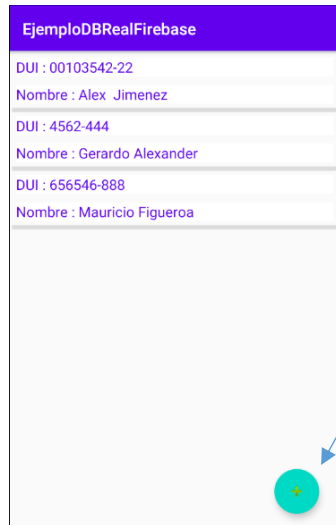 EjemploDBRealFirebase
DUI : 00103542-22
Nombre : Alex  Jimenez
DUI : 4562-444
Nombre : Gerardo Alexander
DUI : 656546-888
Nombre : Mauricio Figueroa
+